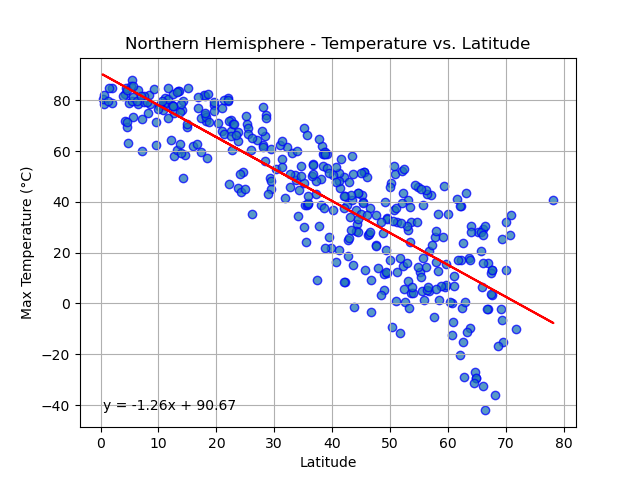 Northern Hemisphere - Temperature vs. Latitude
Max Temperature (°C)
80
60
40
20
0
−20
−40
y = -1.26x + 90.67
0 10 20 30 40 50 60 70 80
Latitude